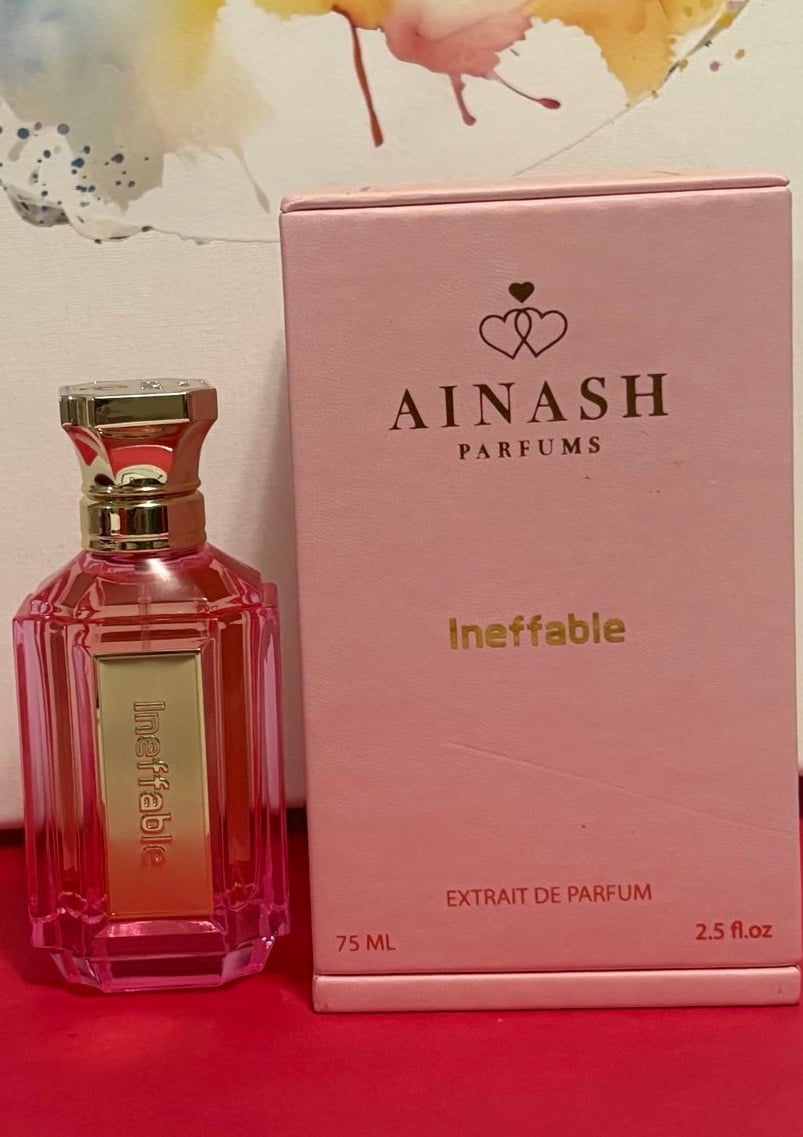 AINASH
PARFUMS
Ineffable
EXTRAIT DE PARFUM
75 ML
2.5 fl.oz
Ineffable